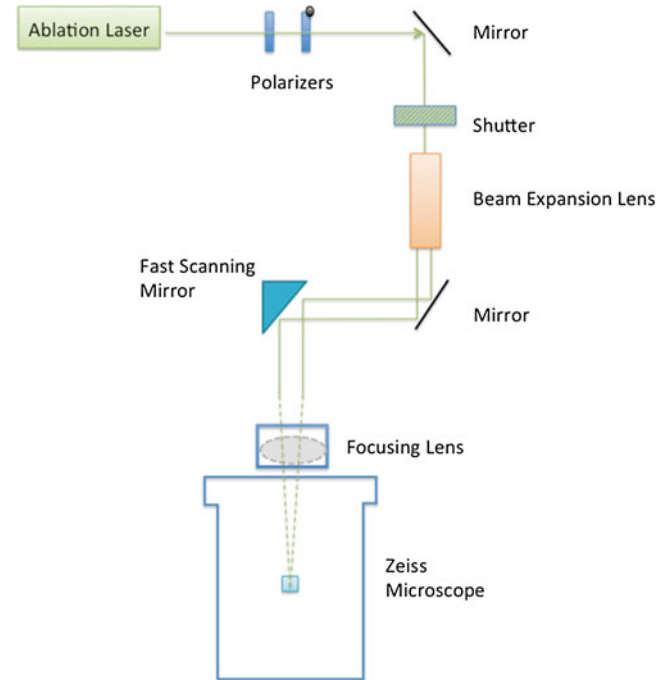 Ablation Laser
Mirror
Polarizers
Shutter
Beam Expansion Lens
Fast Scanning
Mirror
Mirror
Focusing Lens
Zeiss
Microscope